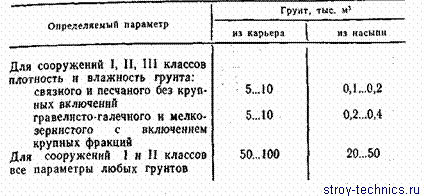 Определяемый параметр
Грунт, тыс. м³
из карьера
из насыпи
Для сооружений I, II, III классов
плотность и влажность грунта:
связного и песчаного без круп-
ных включений 5...10 0,1...0,2
гравелисто-галечного и мелко- 5...10 0,2...0,4
зернистого с включением
крупных фракций
Для сооружений I и II классов 50...100 20...50
все параметры любых грунтов
stroy-technics.ru